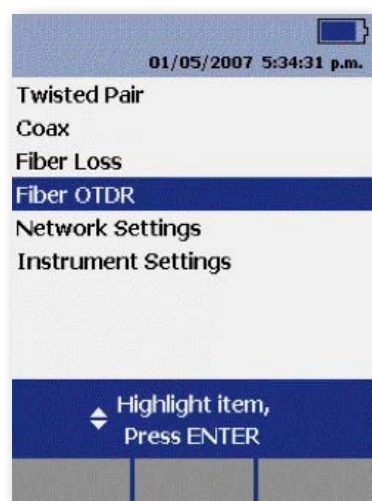 01/05/2007 5:34:31 p.m.
Twisted Pair
Coax
Fiber Loss
Fiber OTDR
Network Settings
Instrument Settings
Highlight item,
Press ENTER